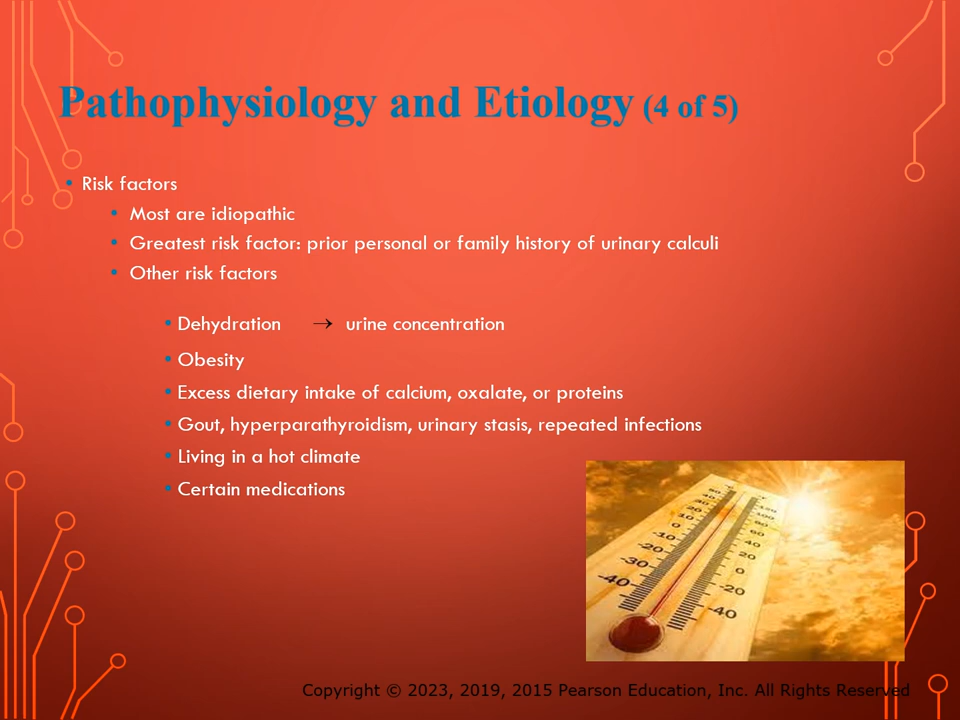 Pathophysiology and Etiology (4 of 5)
• Risk factors
• Most are idiopathic
• Greatest risk factor: prior personal or family history of urinary calculi
• Other risk factors
• Dehydration → urine concentration
• Obesity
• Excess dietary intake of calcium, oxalate, or proteins
• Gout, hyperparathyroidism, urinary stasis, repeated infections
• Living in a hot climate
• Certain medications
Copyright © 2023, 2019, 2015 Pearson Education, Inc. All Rights Reserved